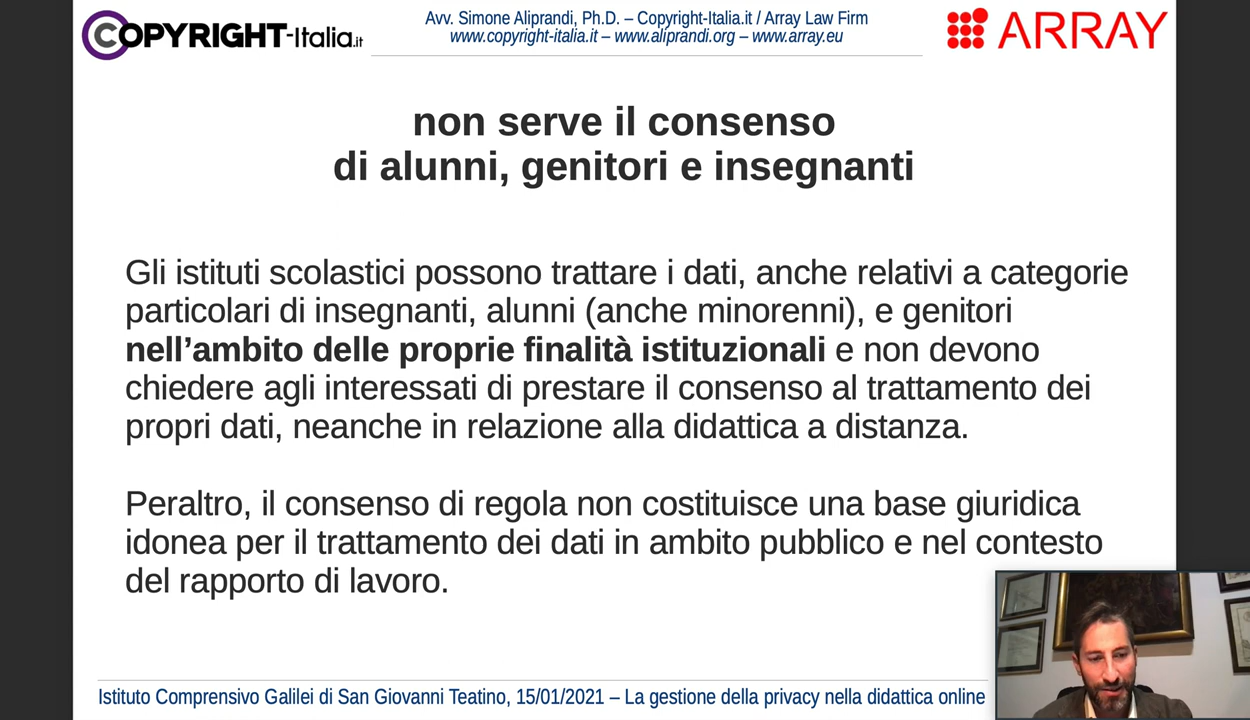 COPYRIGHT-Italia.it
Avv. Simone Aliprandi, Ph.D. – Copyright-Italia.it / Array Law Firm
www.copyright-italia.it – www.aliprandi.org – www.array.eu
ARRAY
non serve il consenso
di alunni, genitori e insegnanti
Gli istituti scolastici possono trattare i dati, anche relativi a categorie
particolari di insegnanti, alunni (anche minorenni), e genitori
nell’ambito delle proprie finalità istituzionali e non devono
chiedere agli interessati di prestare il consenso al trattamento dei
propri dati, neanche in relazione alla didattica a distanza.
Peraltro, il consenso di regola non costituisce una base giuridica
idonea per il trattamento dei dati in ambito pubblico e nel contesto
del rapporto di lavoro.
Istituto Comprensivo Galilei di San Giovanni Teatino, 15/01/2021 – La gestione della privacy nella didattica online